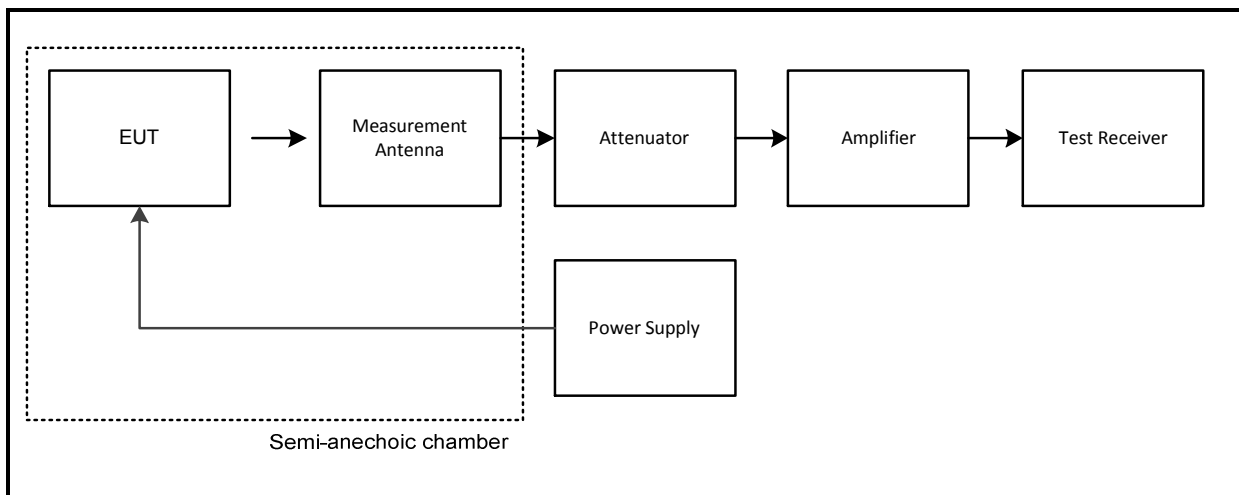 EUT
Measurement
Antenna
Attenuator
Amplifier
Test Receiver
Power Supply
Semi-anechoic chamber